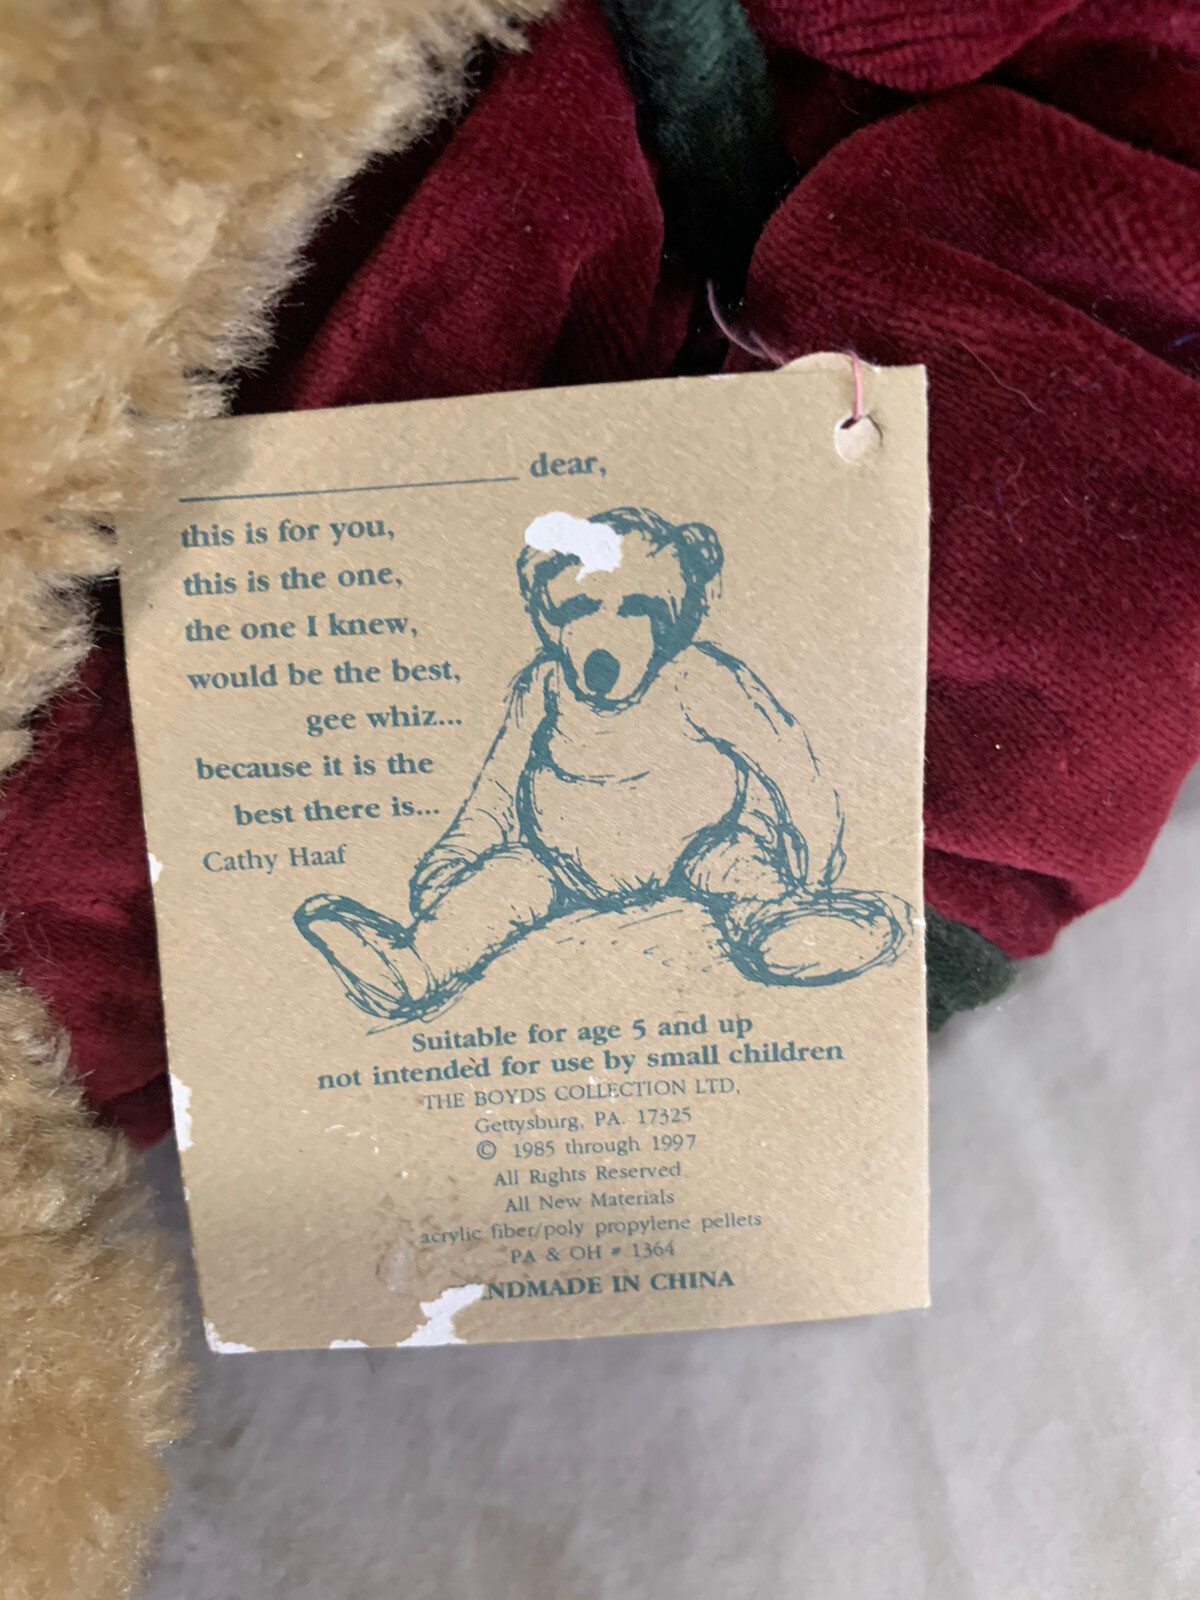 dear,
this is for you,
this is the one,
the one I knew,
would be the best,
gee whiz...
because it is the
best there is...
Cathy Haaf
Suitable for age 5 and up
not intended for use by small children
THE BOYDS COLLECTION LTD,
Gettysburg, PA. 17325
© 1985 through 1997
All Rights Reserved
All New Materials
acrylic fiber/poly propylene pellets
PA & OH # 1364
NDMADE IN CHINA